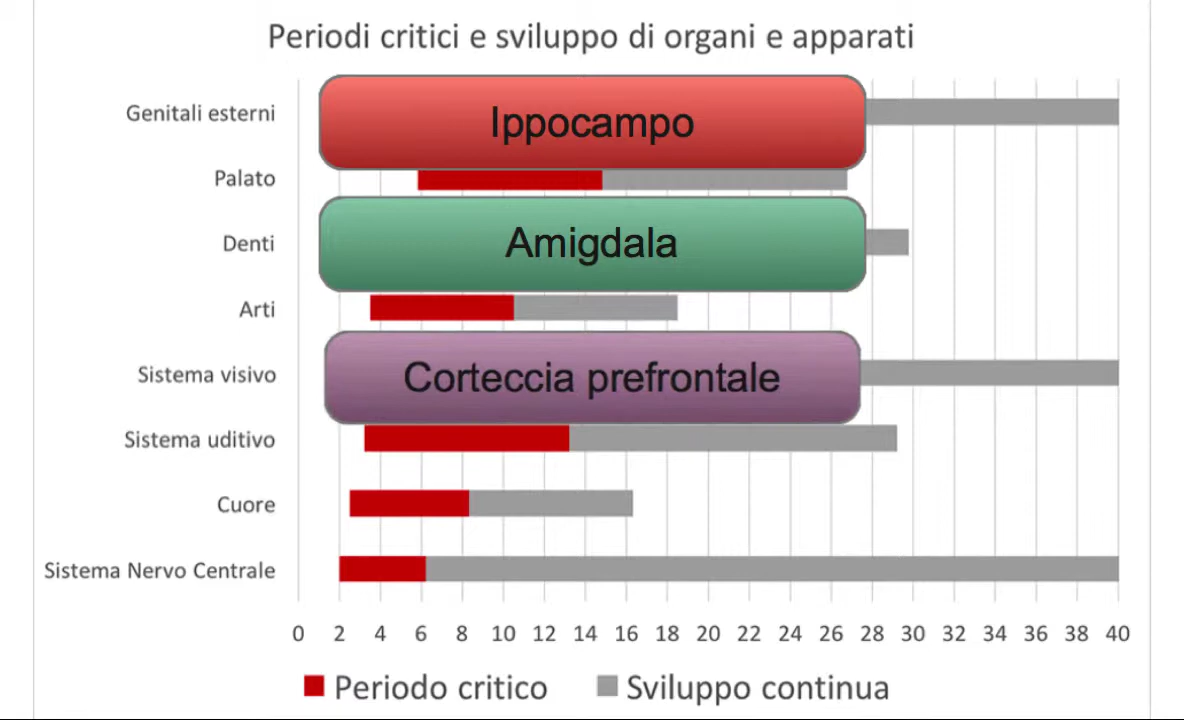 Periodi critici e sviluppo di organi e apparati
Genitali esterni
Ippocampo
Palato
Denti
Amigdala
Arti
Sistema visivo
Corteccia prefrontale
Sistema uditivo
Cuore
Sistema Nervo Centrale
0 2 4 6 8 10 12 14 16 18 20 22 24 26 28 30 32 34 36 38 40
Periodo critico Sviluppo continua